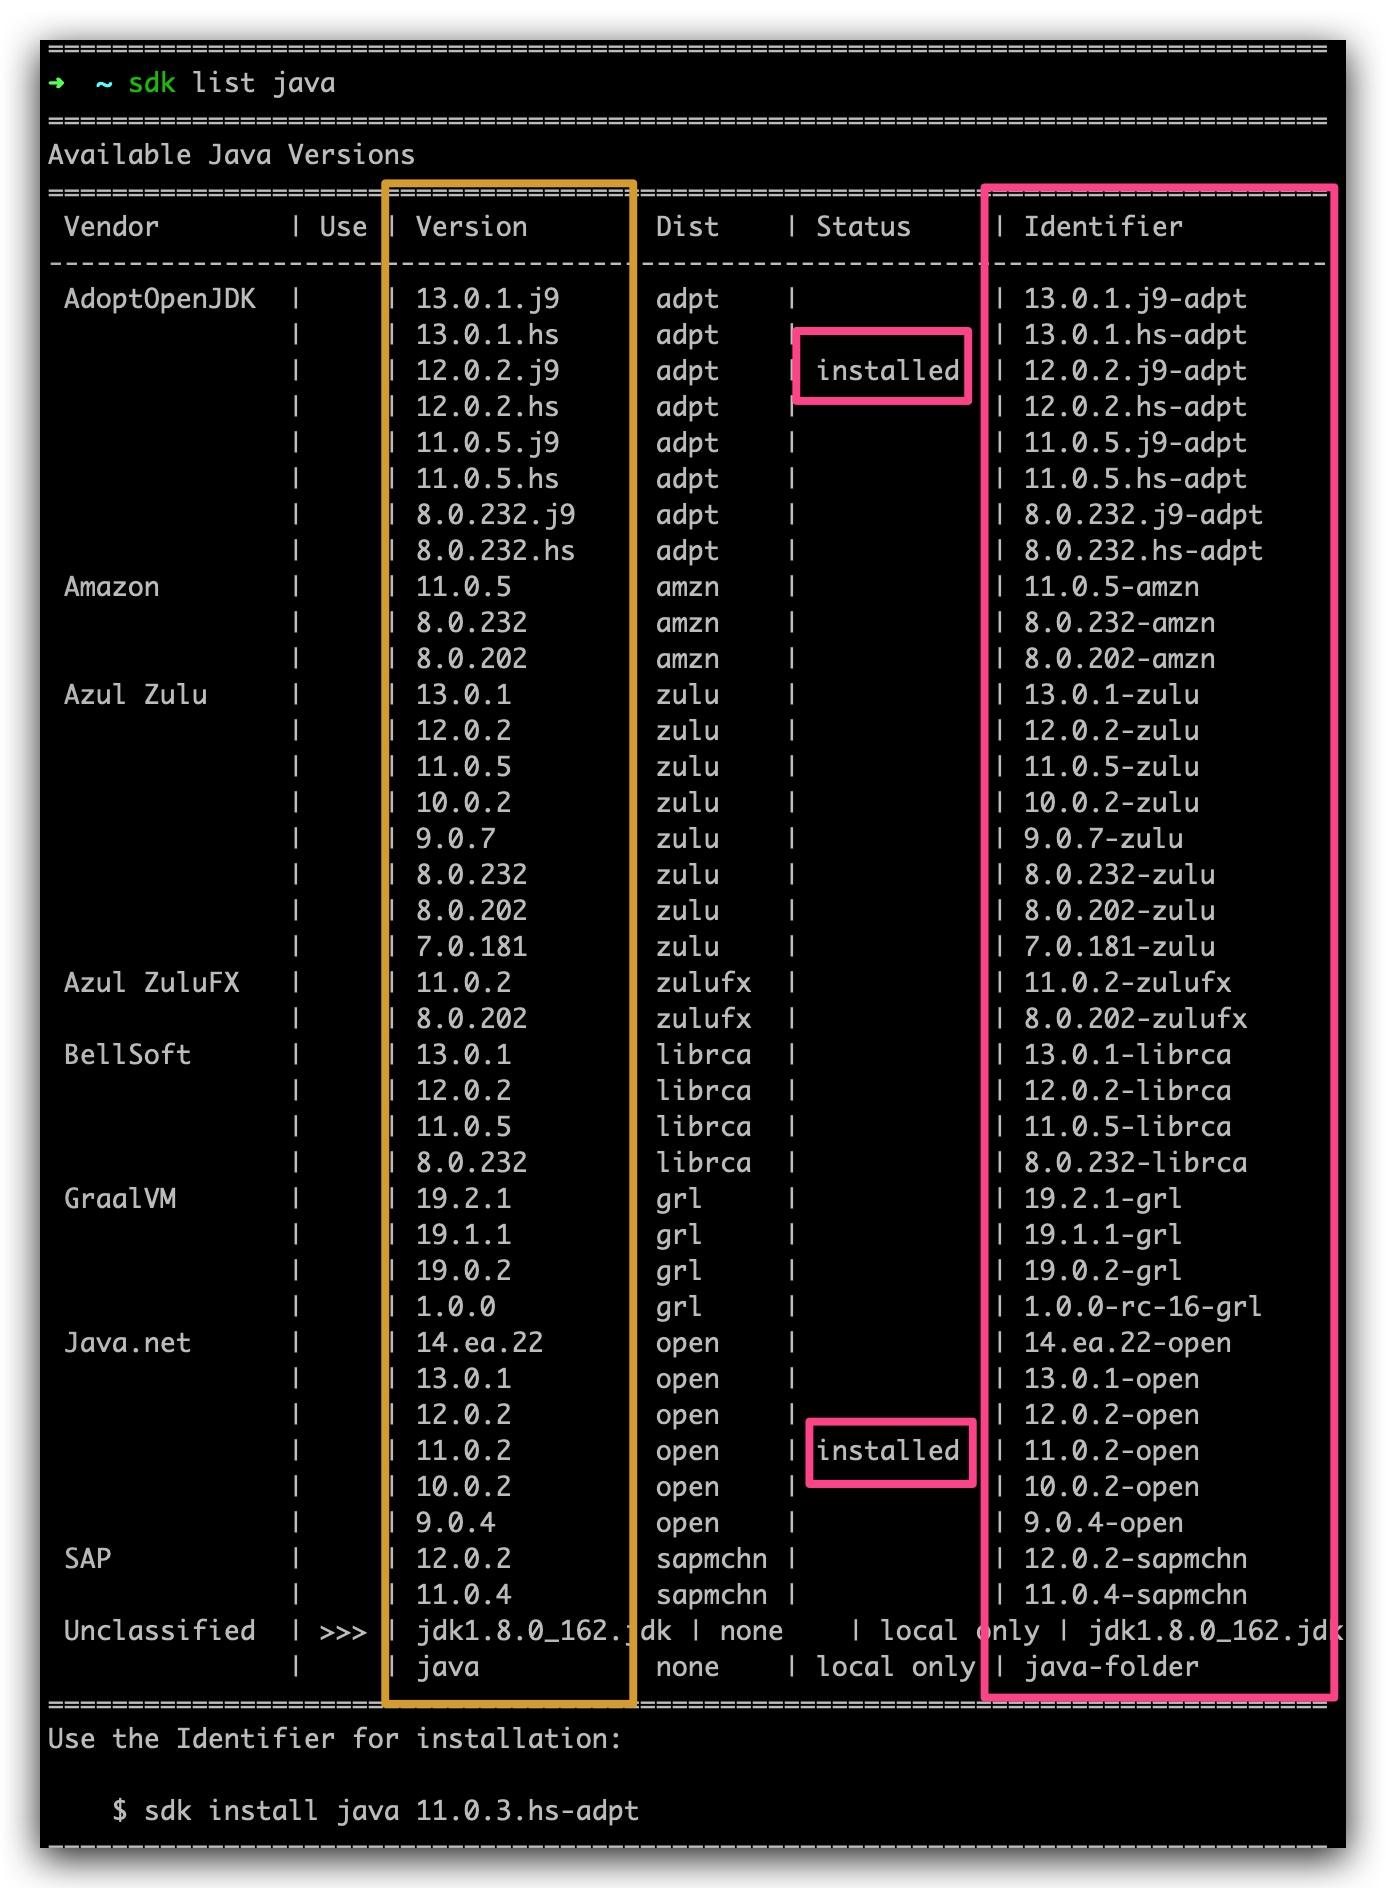 ================================================================================
➜  ~ sdk list java
================================================================================
Available Java Versions
================================================================================
 Vendor        | Use | Version      | Dist    | Status     | Identifier
--------------------------------------------------------------------------------
 AdoptOpenJDK  |     | 13.0.1.j9    | adpt    |            | 13.0.1.j9-adpt
               |     | 13.0.1.hs    | adpt    |            | 13.0.1.hs-adpt
               |     | 12.0.2.j9    | adpt    | installed  | 12.0.2.j9-adpt
               |     | 12.0.2.hs    | adpt    |            | 12.0.2.hs-adpt
               |     | 11.0.5.j9    | adpt    |            | 11.0.5.j9-adpt
               |     | 11.0.5.hs    | adpt    |            | 11.0.5.hs-adpt
               |     | 8.0.232.j9   | adpt    |            | 8.0.232.j9-adpt
               |     | 8.0.232.hs   | adpt    |            | 8.0.232.hs-adpt
 Amazon        |     | 11.0.5       | amzn    |            | 11.0.5-amzn
               |     | 8.0.232      | amzn    |            | 8.0.232-amzn
               |     | 8.0.202      | amzn    |            | 8.0.202-amzn
 Azul Zulu     |     | 13.0.1       | zulu    |            | 13.0.1-zulu
               |     | 12.0.2       | zulu    |            | 12.0.2-zulu
               |     | 11.0.5       | zulu    |            | 11.0.5-zulu
               |     | 10.0.2       | zulu    |            | 10.0.2-zulu
               |     | 9.0.7        | zulu    |            | 9.0.7-zulu
               |     | 8.0.232      | zulu    |            | 8.0.232-zulu
               |     | 8.0.202      | zulu    |            | 8.0.202-zulu
               |     | 7.0.181      | zulu    |            | 7.0.181-zulu
 Azul ZuluFX   |     | 11.0.2       | zulufx  |            | 11.0.2-zulufx
               |     | 8.0.202      | zulufx  |            | 8.0.202-zulufx
 BellSoft      |     | 13.0.1       | librca  |            | 13.0.1-librca
               |     | 12.0.2       | librca  |            | 12.0.2-librca
               |     | 11.0.5       | librca  |            | 11.0.5-librca
               |     | 8.0.232      | librca  |            | 8.0.232-librca
 GraalVM       |     | 19.2.1       | grl     |            | 19.2.1-grl
               |     | 19.1.1       | grl     |            | 19.1.1-grl
               |     | 19.0.2       | grl     |            | 19.0.2-grl
               |     | 1.0.0        | grl     |            | 1.0.0-rc-16-grl
 Java.net      |     | 14.ea.22     | open    |            | 14.ea.22-open
               |     | 13.0.1       | open    |            | 13.0.1-open
               |     | 12.0.2       | open    |            | 12.0.2-open
               |     | 11.0.2       | open    | installed  | 11.0.2-open
               |     | 10.0.2       | open    |            | 10.0.2-open
               |     | 9.0.4        | open    |            | 9.0.4-open
 SAP           |     | 12.0.2       | sapmchn |            | 12.0.2-sapmchn
               |     | 11.0.4       | sapmchn |            | 11.0.4-sapmchn
 Unclassified  | >>> | jdk1.8.0_162.jdk | none    | local only | jdk1.8.0_162.jdk
               |     | java         | none    | local only | java-folder
================================================================================
Use the Identifier for installation:
    $ sdk install java 11.0.3.hs-adpt
================================================================================